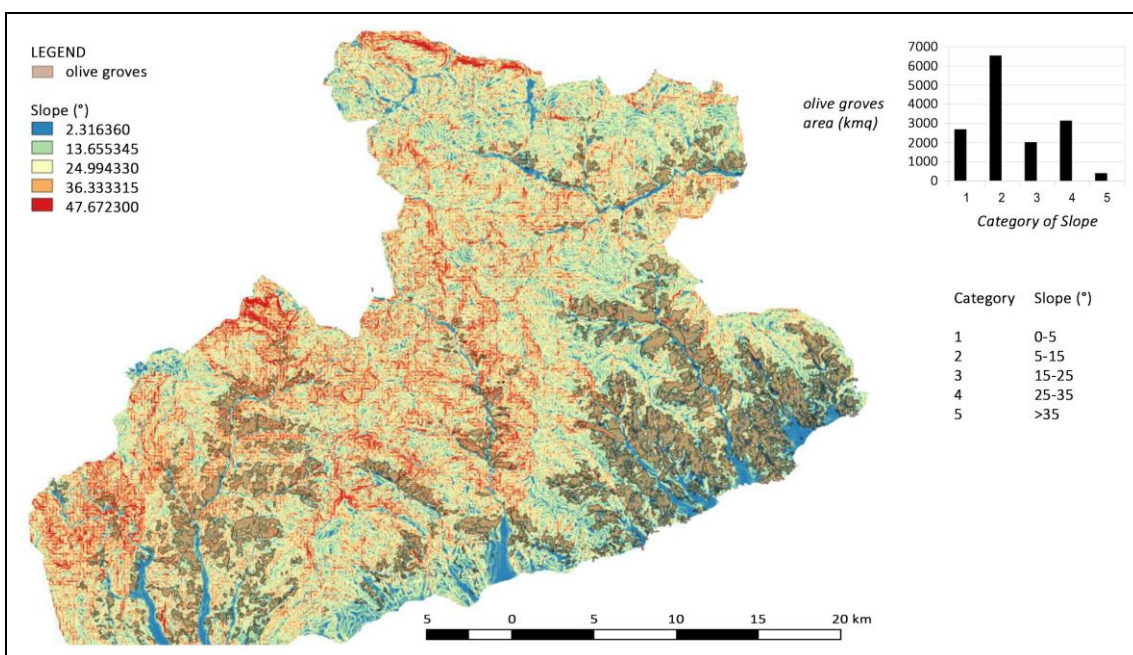 LEGEND
olive groves
Slope (°)
2.316360
13.655345
24.994330
36.333315
47.672300
olive groves
area (kmq)
7000
6000
5000
4000
3000
2000
1000
0
1 2 3 4 5
Category of Slope
Category Slope (°)
1 0-5
2 5-15
3 15-25
4 25-35
5 >35
5 0 5 10 15 20 km